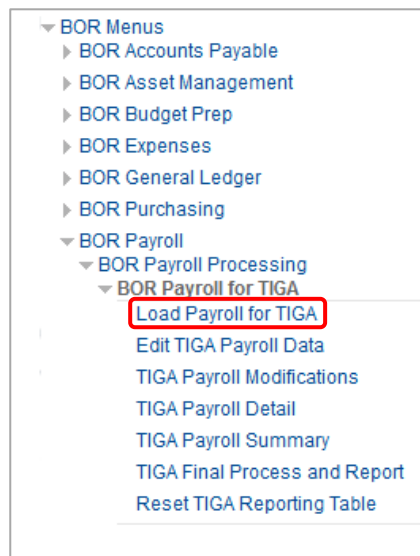 BOR Menus
BOR Accounts Payable
BOR Asset Management
BOR Budget Prep
BOR Expenses
BOR General Ledger
BOR Purchasing
BOR Payroll
BOR Payroll Processing
BOR Payroll for TIGA
Load Payroll for TIGA
Edit TIGA Payroll Data
TIGA Payroll Modifications
TIGA Payroll Detail
TIGA Payroll Summary
TIGA Final Process and Report
Reset TIGA Reporting Table